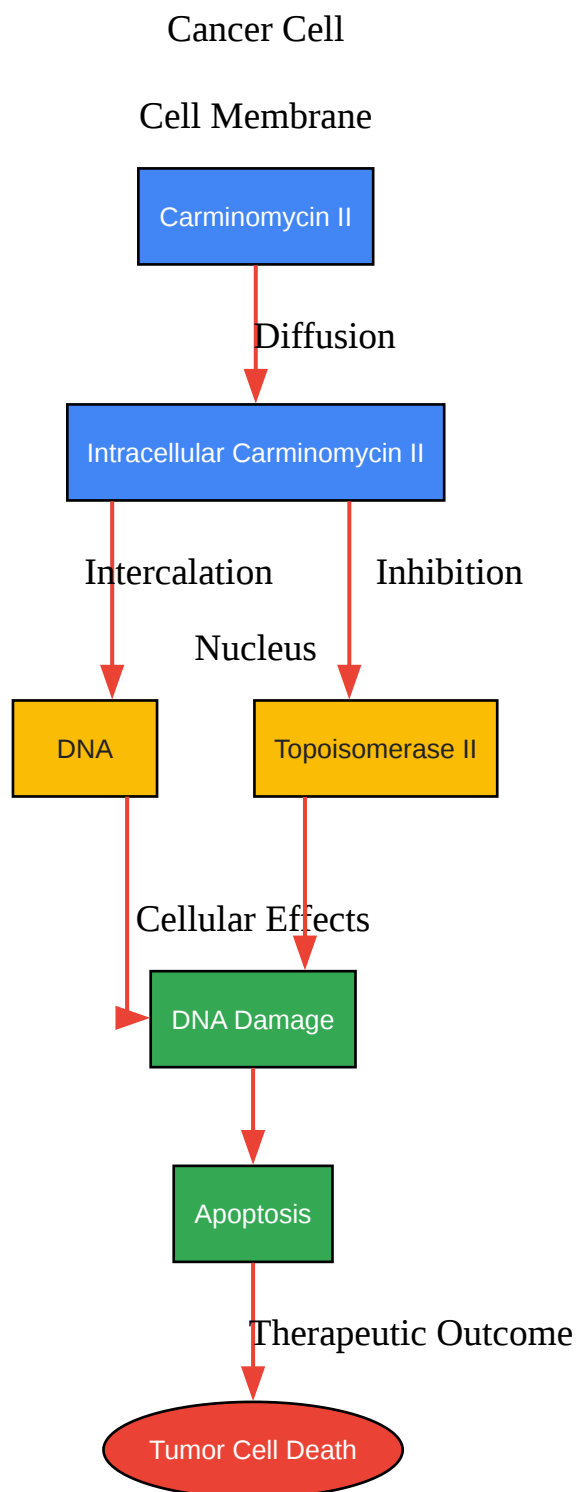 Cancer Cell
Cell Membrane
Carminomycin II
Diffusion
Intracellular Carminomycin II
Intercalation
Inhibition
Nucleus
DNA
Topoisomerase II
Cellular Effects
DNA Damage
Apoptosis
Therapeutic Outcome
Tumor Cell Death